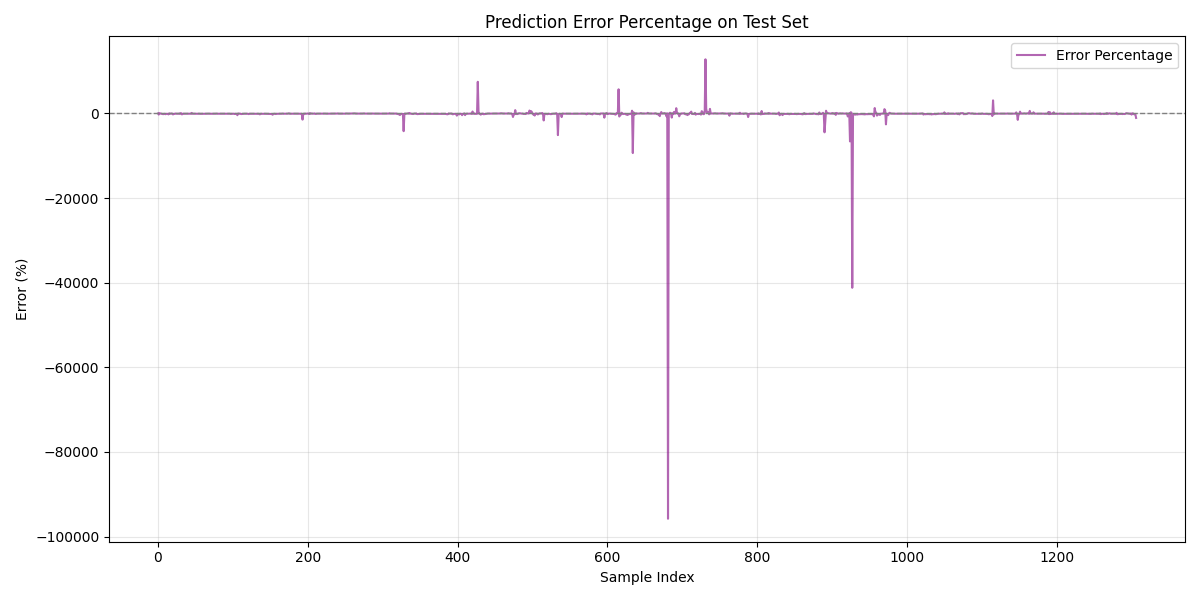 Prediction Error Percentage on Test Set
Error Percentage
0
−20000
−40000
−60000
−80000
−100000
Error (%)
0 200 400 600 800 1000 1200
Sample Index